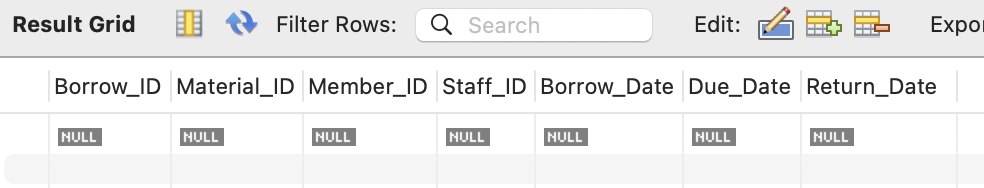 Result Grid Filter Rows: Search Edit: Expor
Borrow_ID Material_ID Member_ID Staff_ID Borrow_Date Due_Date Return_Date
NULL NULL NULL NULL NULL NULL NULL